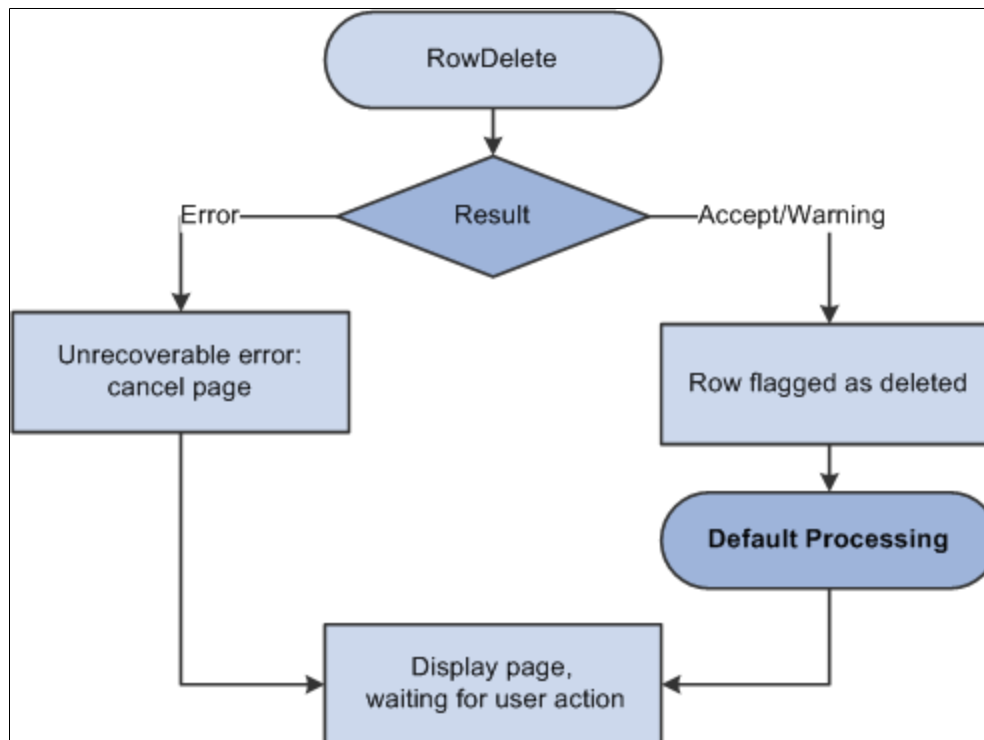 RowDelete
Result
Error
Accept/Warning
Unrecoverable error:
cancel page
Row flagged as deleted
Default Processing
Display page,
waiting for user action